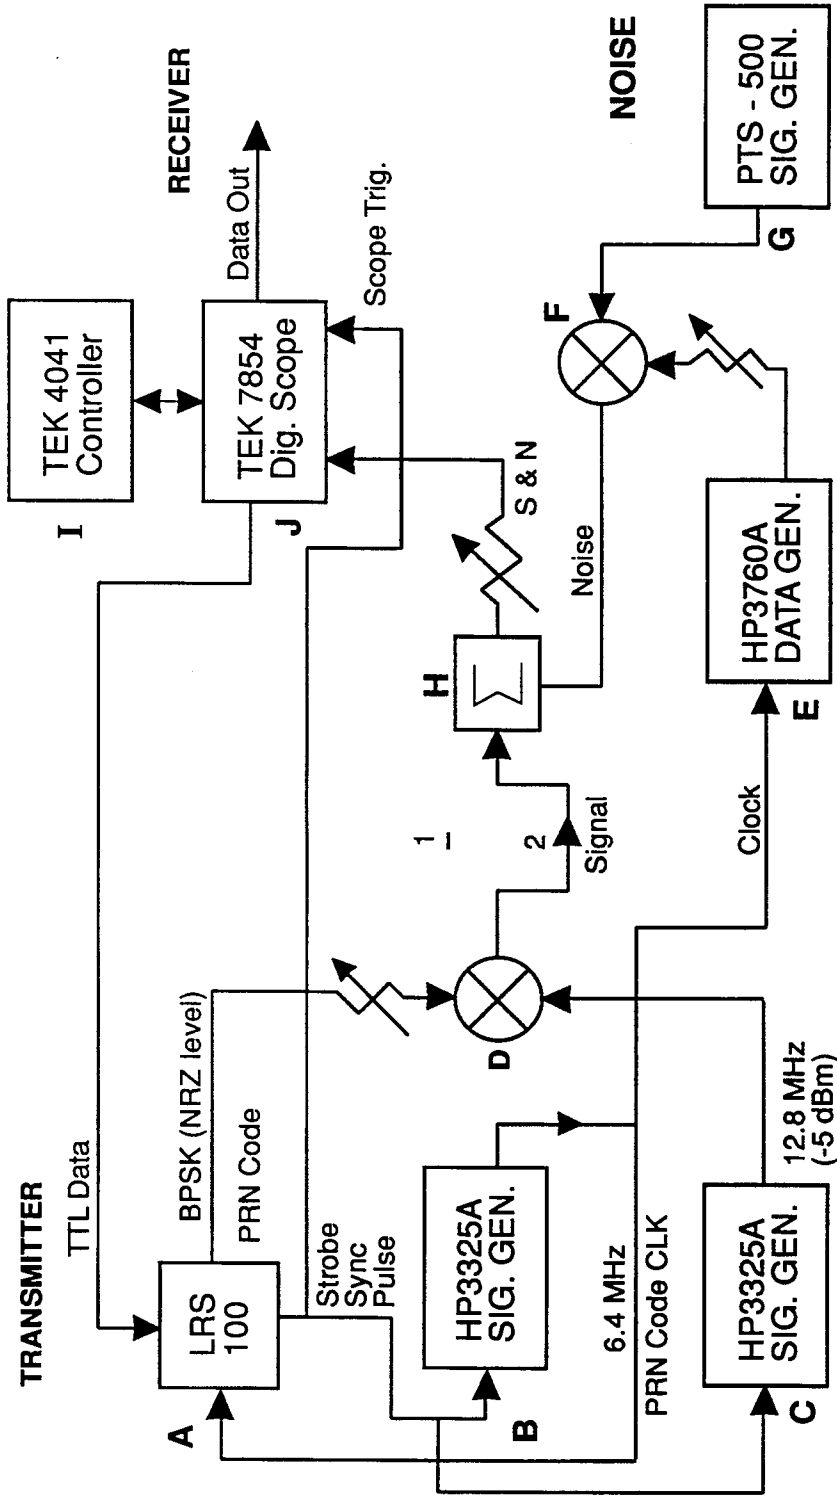 TRANSMITTER
RECEIVER
NOISE
TTL Data
TEK 4041
Controller
I
A
LRS
100
BPSK (NRZ level)
PRN Code
TEK 7854
Dig. Scope
J
Data Out
Scope Trig.
Strobe
Sync
Pulse
B
HP3325A
SIG. GEN.
D
1
2
Signal
H
Σ
S & N
Noise
F
6.4 MHz
PRN Code CLK
Clock
C
HP3325A
SIG. GEN.
12.8 MHz
(-5 dBm)
E
HP3760A
DATA GEN.
G
PTS - 500
SIG. GEN.